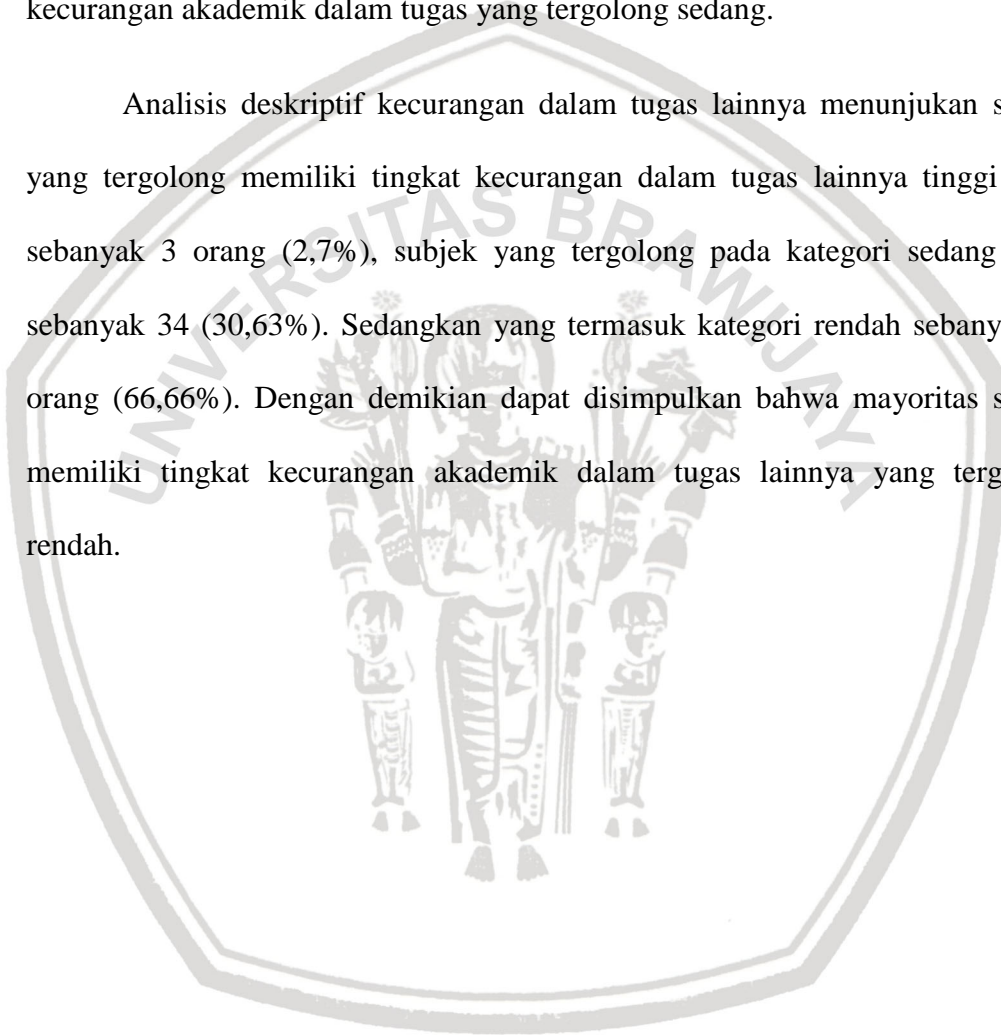 kecurangan akademik dalam tugas yang tergolong sedang.
Analisis deskriptif kecurangan dalam tugas lainnya menunjukan
yang tergolong memiliki tingkat kecurangan dalam tugas lainnya tinggi
sebanyak 3 orang (2,7%), subjek yang tergolong pada kategori sedang
sebanyak 34 (30,63%). Sedangkan yang termasuk kategori rendah
orang (66,66%). Dengan demikian dapat disimpulkan bahwa mayoritas
memiliki tingkat kecurangan akademik dalam tugas lainnya yang
rendah.
UNIVERSITAS BRAWIJAYA